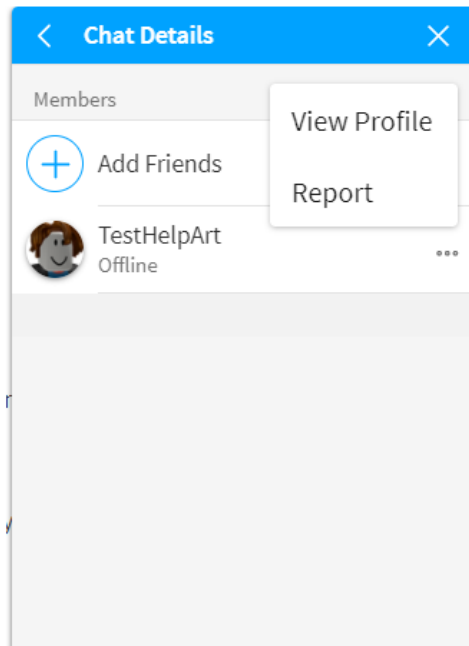 Chat Details
Members
View Profile
Add Friends
Report
TestHelpArt
Offline